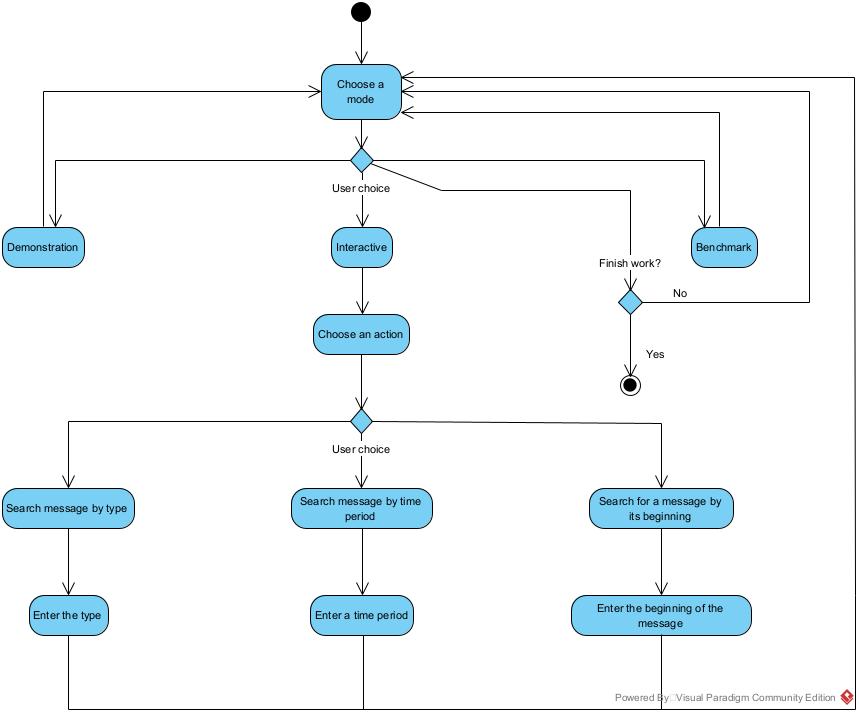 Choose a
mode
User choice
Demonstration
Interactive
Benchmark
Finish work?
No
Choose an action
Yes
User choice
Search message by type
Search message by time
period
Search for a message by
its beginning
Enter the type
Enter a time period
Enter the beginning of the
message
Powered By Visual Paradigm Community Edition